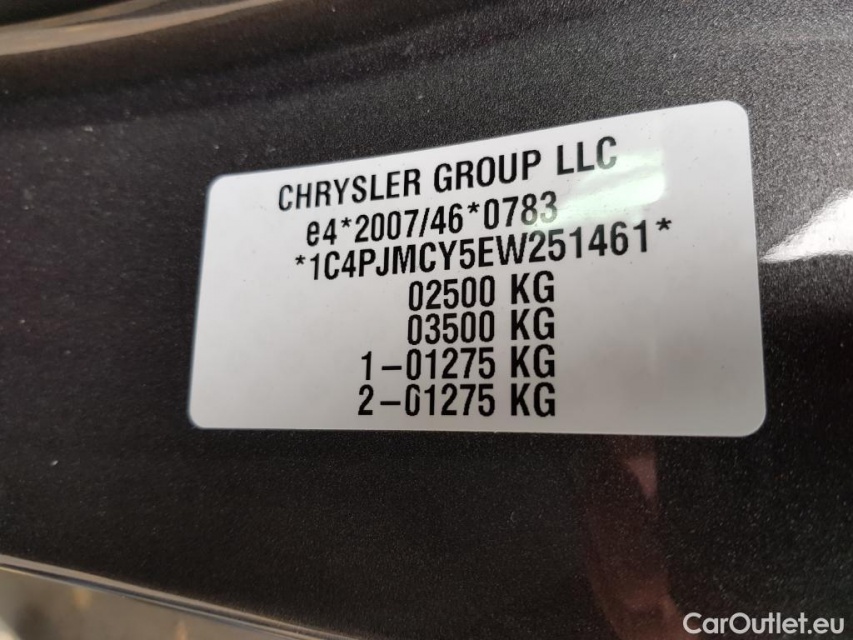 CHRYSLER GROUP LLC
e4*2007/46*0783
*1C4PJMCY5EW251461*
02500 KG
03500 KG
1-01275 KG
2-01275 KG
CarOutlet.eu